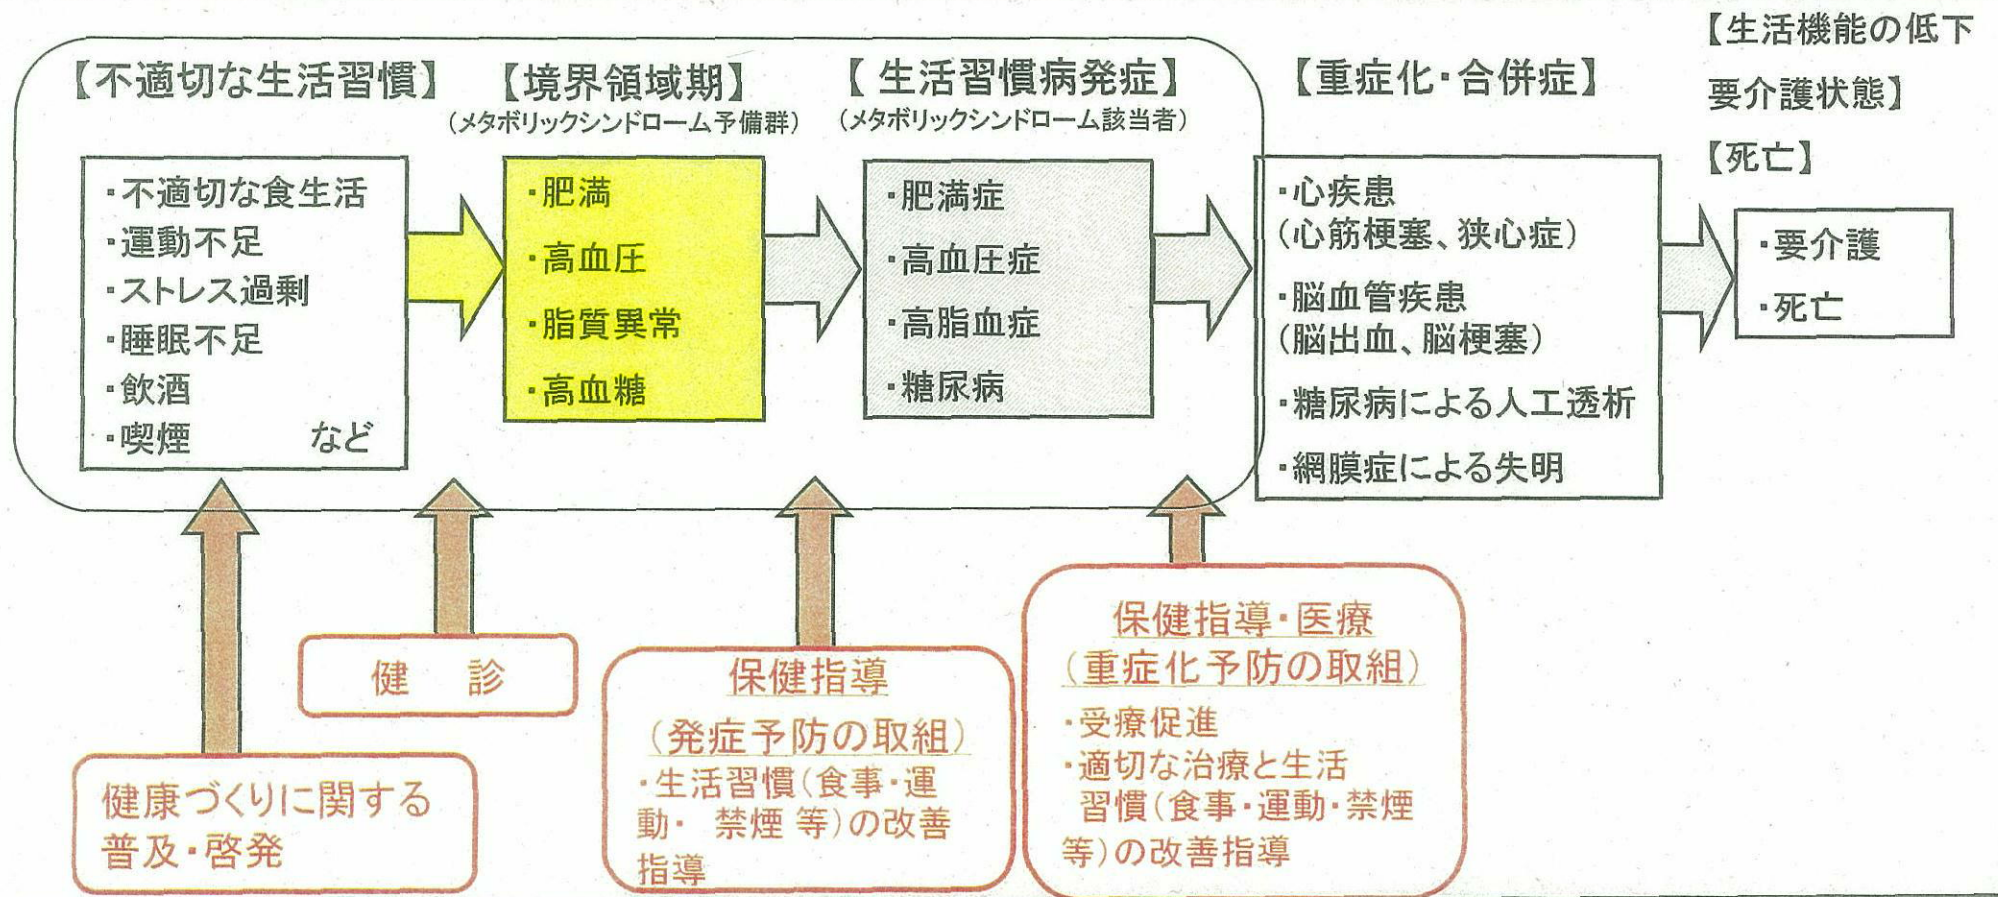 【不適切な生活習慣】
・不適切な食生活
・運動不足
・ストレス過剰
・睡眠不足
・飲酒
・喫煙　など
【境界領域期】
（メタボリックシンドローム予備群）
・肥満
・高血圧
・脂質異常
・高血糖
【生活習慣病発症】
（メタボリックシンドローム該当者）
・肥満症
・高血圧症
・高脂血症
・糖尿病
【重症化・合併症】
・心疾患
（心筋梗塞、狭心症）
・脳血管疾患
（脳出血、脳梗塞）
・糖尿病による人工透析
・網膜症による失明
【生活機能の低下
要介護状態】
【死亡】
・要介護
・死亡
健康づくりに関する
普及・啓発
健　診
保健指導
（発症予防の取組）
・生活習慣（食事・運
動・ 禁煙 等）の改善
指導
保健指導・医療
（重症化予防の取組）
・受療促進
・適切な治療と生活
習慣（食事・運動・禁煙
等）の改善指導